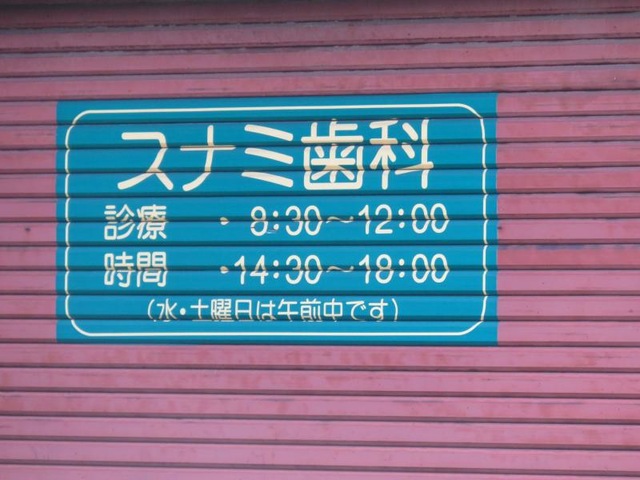 スナミ歯科
診療 ・ 8:30〜12:00
時間 ・14:30〜18:00
(水・土曜日は午前中です)